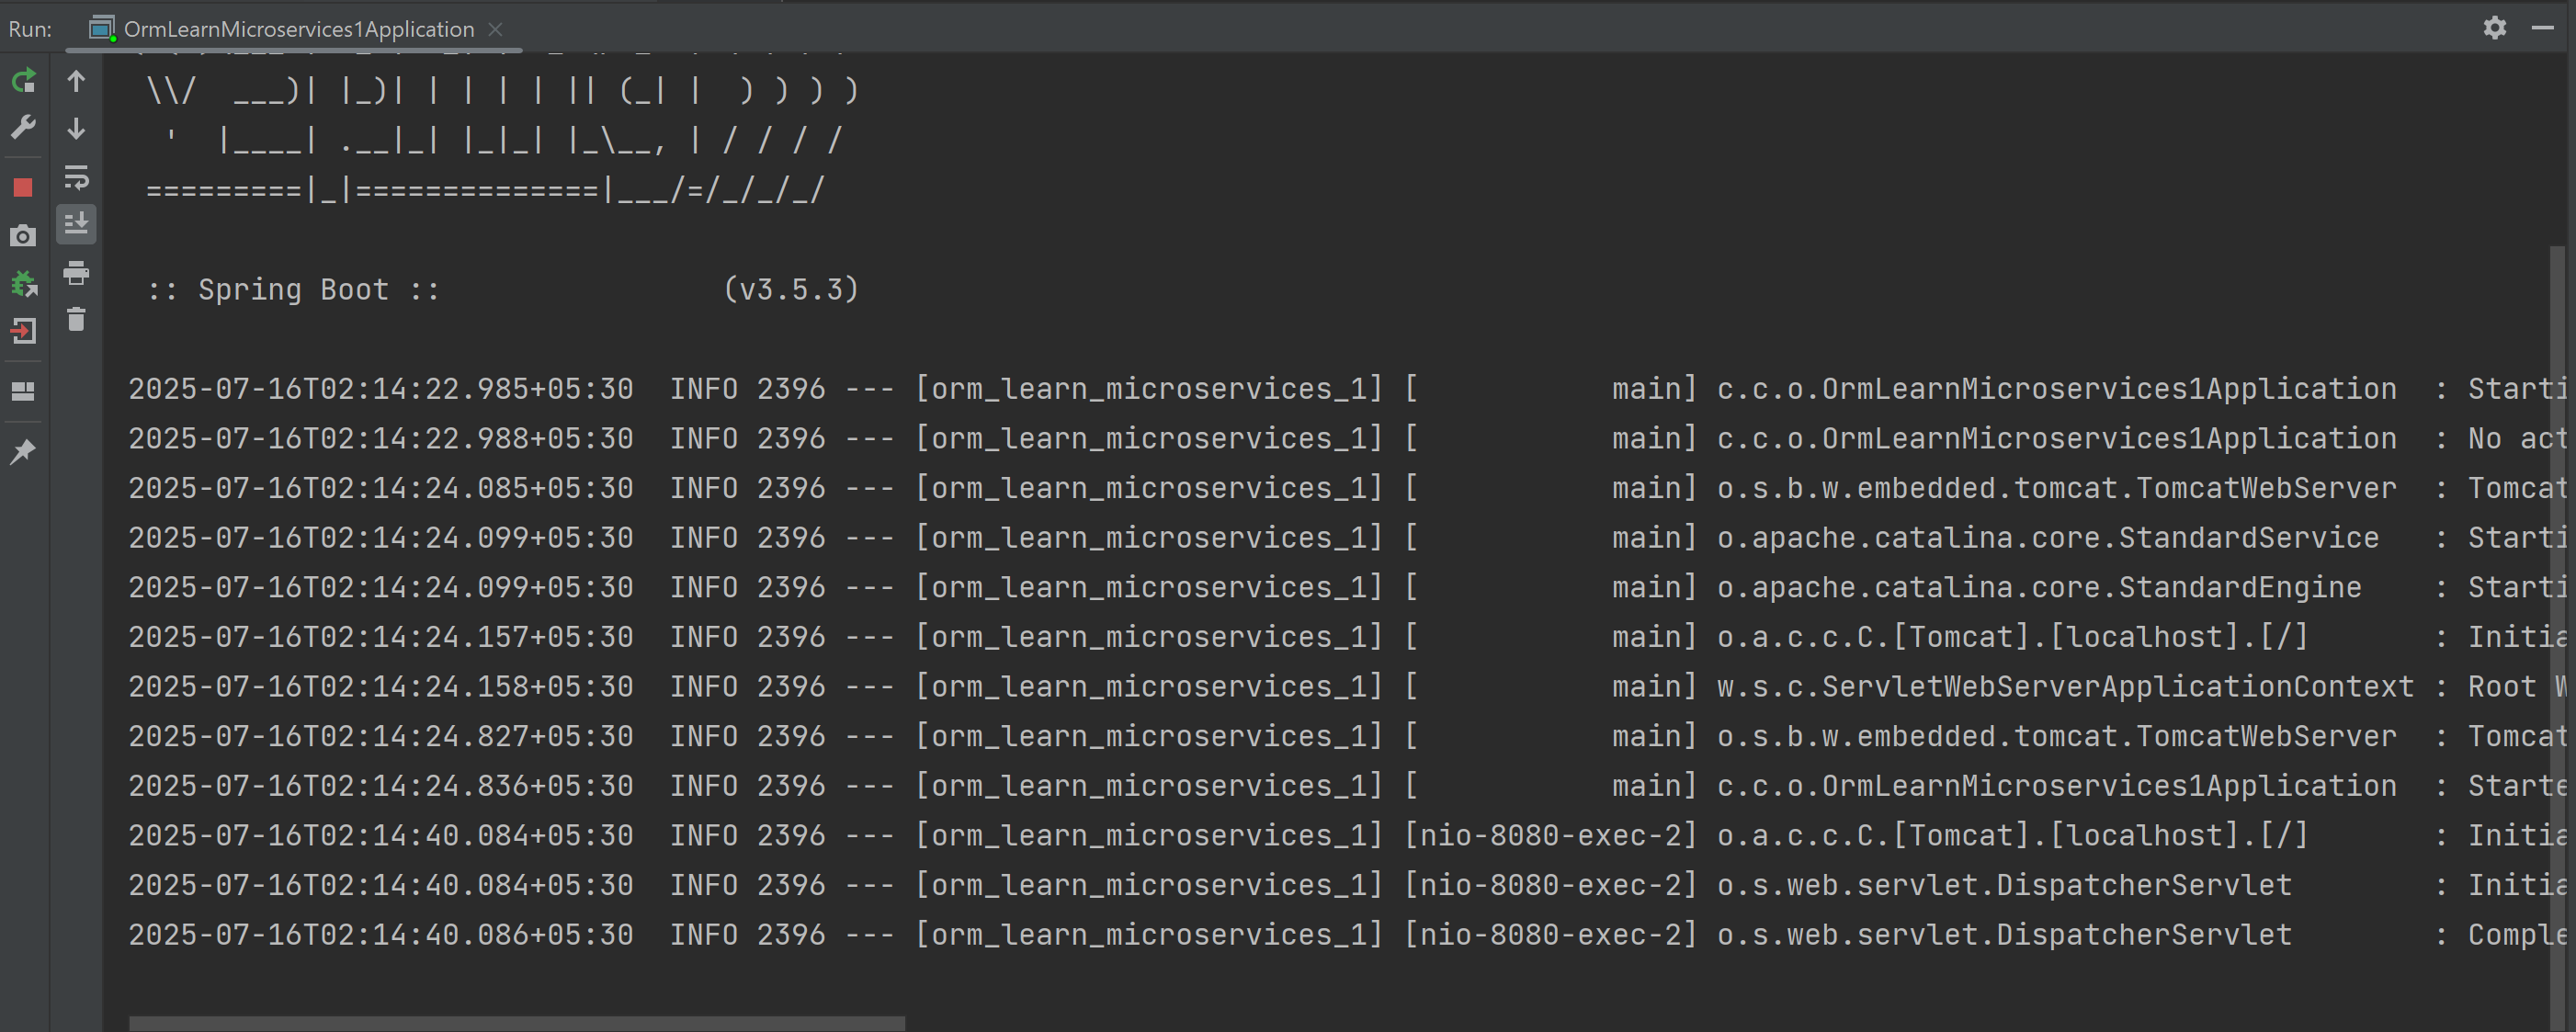 Run: OrmLearnMicroservices1Application
 \\/  ___)| |_)| | | | | || (_| |  ) ) ) )
  '  |____| .__|_| |_|_| |_\__, | / / / /
 =========|_|==============|___/=/_/_/_/
 :: Spring Boot ::                (v3.5.3)
2025-07-16T02:14:22.985+05:30  INFO 2396 --- [orm_learn_microservices_1] [           main] c.c.o.OrmLearnMicroservices1Application  : Starti
2025-07-16T02:14:22.988+05:30  INFO 2396 --- [orm_learn_microservices_1] [           main] c.c.o.OrmLearnMicroservices1Application  : No act
2025-07-16T02:14:24.085+05:30  INFO 2396 --- [orm_learn_microservices_1] [           main] o.s.b.w.embedded.tomcat.TomcatWebServer  : Tomcat
2025-07-16T02:14:24.099+05:30  INFO 2396 --- [orm_learn_microservices_1] [           main] o.apache.catalina.core.StandardService   : Starti
2025-07-16T02:14:24.099+05:30  INFO 2396 --- [orm_learn_microservices_1] [           main] o.apache.catalina.core.StandardEngine    : Starti
2025-07-16T02:14:24.157+05:30  INFO 2396 --- [orm_learn_microservices_1] [           main] o.a.c.c.C.[Tomcat].[localhost].[/]       : Initia
2025-07-16T02:14:24.158+05:30  INFO 2396 --- [orm_learn_microservices_1] [           main] w.s.c.ServletWebServerApplicationContext : Root W
2025-07-16T02:14:24.827+05:30  INFO 2396 --- [orm_learn_microservices_1] [           main] o.s.b.w.embedded.tomcat.TomcatWebServer  : Tomcat
2025-07-16T02:14:24.836+05:30  INFO 2396 --- [orm_learn_microservices_1] [           main] c.c.o.OrmLearnMicroservices1Application  : Starte
2025-07-16T02:14:40.084+05:30  INFO 2396 --- [orm_learn_microservices_1] [nio-8080-exec-2] o.a.c.c.C.[Tomcat].[localhost].[/]       : Initia
2025-07-16T02:14:40.084+05:30  INFO 2396 --- [orm_learn_microservices_1] [nio-8080-exec-2] o.s.web.servlet.DispatcherServlet        : Initia
2025-07-16T02:14:40.086+05:30  INFO 2396 --- [orm_learn_microservices_1] [nio-8080-exec-2] o.s.web.servlet.DispatcherServlet        : Comple